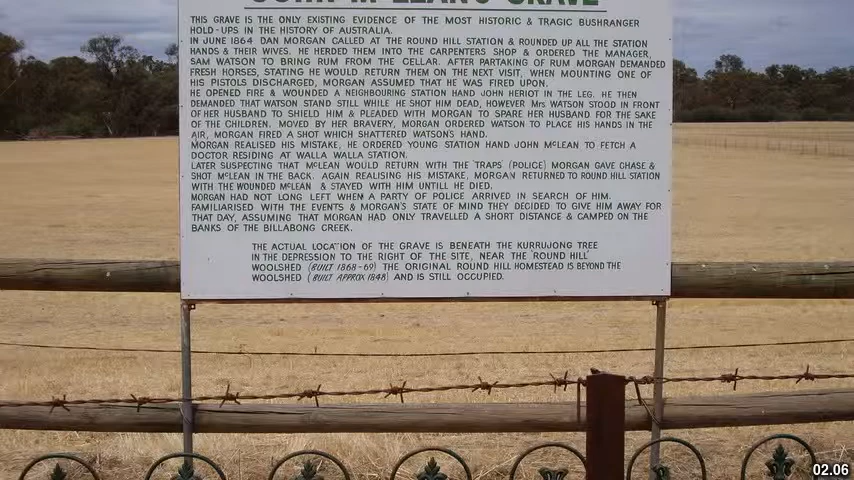 JOHN McLEAN'S GRAVE
THIS GRAVE IS THE ONLY EXISTING EVIDENCE OF THE MOST HISTORIC & TRAGIC BUSHRANGER
HOLD-UPS IN THE HISTORY OF AUSTRALIA.
IN JUNE 1864 DAN MORGAN CALLED AT THE ROUND HILL STATION & ROUNDED UP ALL THE STATION
HANDS & THEIR WIVES. HE HERDED THEM INTO THE CARPENTERS SHOP & ORDERED THE MANAGER,
SAM WATSON TO BRING RUM FROM THE CELLAR. AFTER PARTAKING OF RUM MORGAN DEMANDED
FRESH HORSES, STATING HE WOULD RETURN THEM ON THE NEXT VISIT, WHEN MOUNTING ONE OF
HIS PISTOLS DISCHARGED, MORGAN ASSUMED THAT HE WAS FIRED UPON.
HE OPENED FIRE & WOUNDED A NEIGHBOURING STATION HAND JOHN HERIOT IN THE LEG. HE THEN
DEMANDED THAT WATSON STAND STILL WHILE HE SHOT HIM DEAD, HOWEVER Mrs WATSON STOOD IN FRONT
OF HER HUSBAND TO SHIELD HIM & PLEADED WITH MORGAN TO SPARE HER HUSBAND FOR THE SAKE
OF THE CHILDREN. MOVED BY HER BRAVERY, MORGAN ORDERED WATSON TO PLACE HIS HANDS IN THE
AIR, MORGAN FIRED A SHOT WHICH SHATTERED WATSON'S HAND.
MORGAN REALISED HIS MISTAKE, HE ORDERED YOUNG STATION HAND JOHN McLEAN TO FETCH A
DOCTOR RESIDING AT WALLA WALLA STATION.
LATER SUSPECTING THAT McLEAN WOULD RETURN WITH THE 'TRAPS' (POLICE) MORGAN GAVE CHASE &
SHOT McLEAN IN THE BACK. AGAIN REALISING HIS MISTAKE, MORGAN RETURNED TO ROUND HILL STATION
WITH THE WOUNDED McLEAN & STAYED WITH HIM UNTILL HE DIED.
MORGAN HAD NOT LONG LEFT WHEN A PARTY OF POLICE ARRIVED IN SEARCH OF HIM.
FAMILIARISED WITH THE EVENTS & MORGAN'S STATE OF MIND THEY DECIDED TO GIVE HIM AWAY FOR
THAT DAY, ASSUMING THAT MORGAN HAD ONLY TRAVELLED A SHORT DISTANCE & CAMPED ON THE
BANKS OF THE BILLABONG CREEK.
THE ACTUAL LOCATION OF THE GRAVE IS BENEATH THE KURRUJONG TREE
IN THE DEPRESSION TO THE RIGHT OF THE SITE, NEAR THE 'ROUND HILL'
WOOLSHED (BUILT 1868-69) THE ORIGINAL ROUND HILL HOMESTEAD IS BEYOND THE
WOOLSHED (BUILT APPROX 1848) AND IS STILL OCCUPIED.
02.06